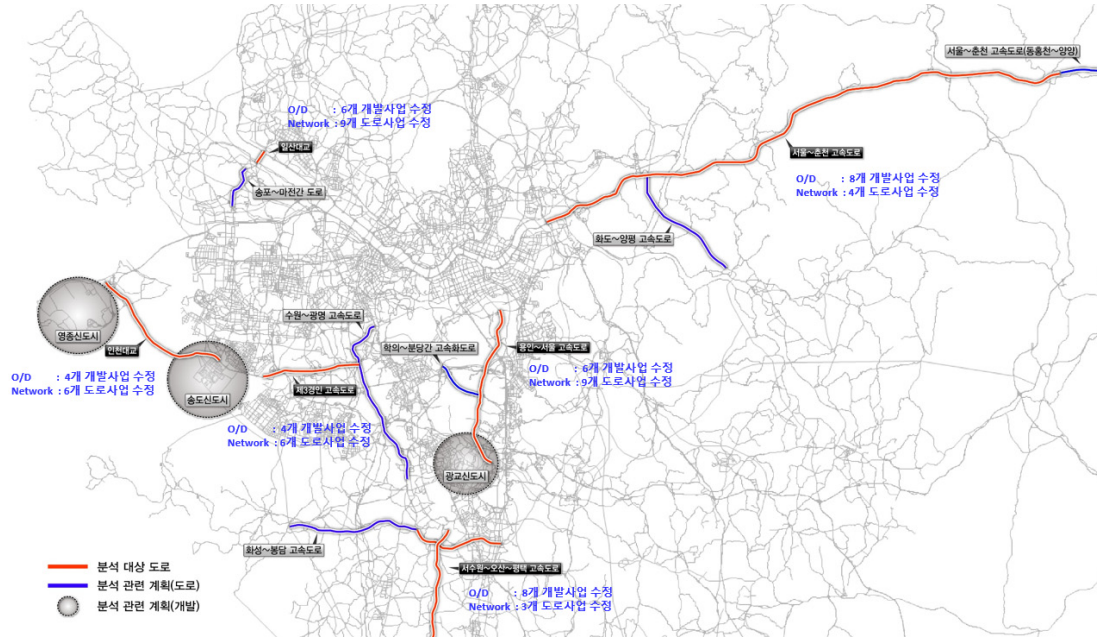 서울~춘천 고속도로(동홍천~양양)
O/D : 6개 개발사업 수정
Network : 9개 도로사업 수정
일산대교
서울~춘천 고속도로
송포~마전간 도로
O/D : 8개 개발사업 수정
Network : 4개 도로사업 수정
화도~양평 고속도로
수원~광명 고속도로
영종신도시
학의~분당간 고속화도로
용인~서울 고속도로
인천대교
O/D : 4개 개발사업 수정
Network : 6개 도로사업 수정
송도신도시
제3경인 고속도로
O/D : 6개 개발사업 수정
Network : 9개 도로사업 수정
O/D : 4개 개발사업 수정
Network : 6개 도로사업 수정
광교신도시
화성~봉담 고속도로
서수원~오산~평택 고속도로
분석 대상 도로
분석 관련 계획(도로)
분석 관련 계획(개발)
O/D : 8개 개발사업 수정
Network : 3개 도로사업 수정